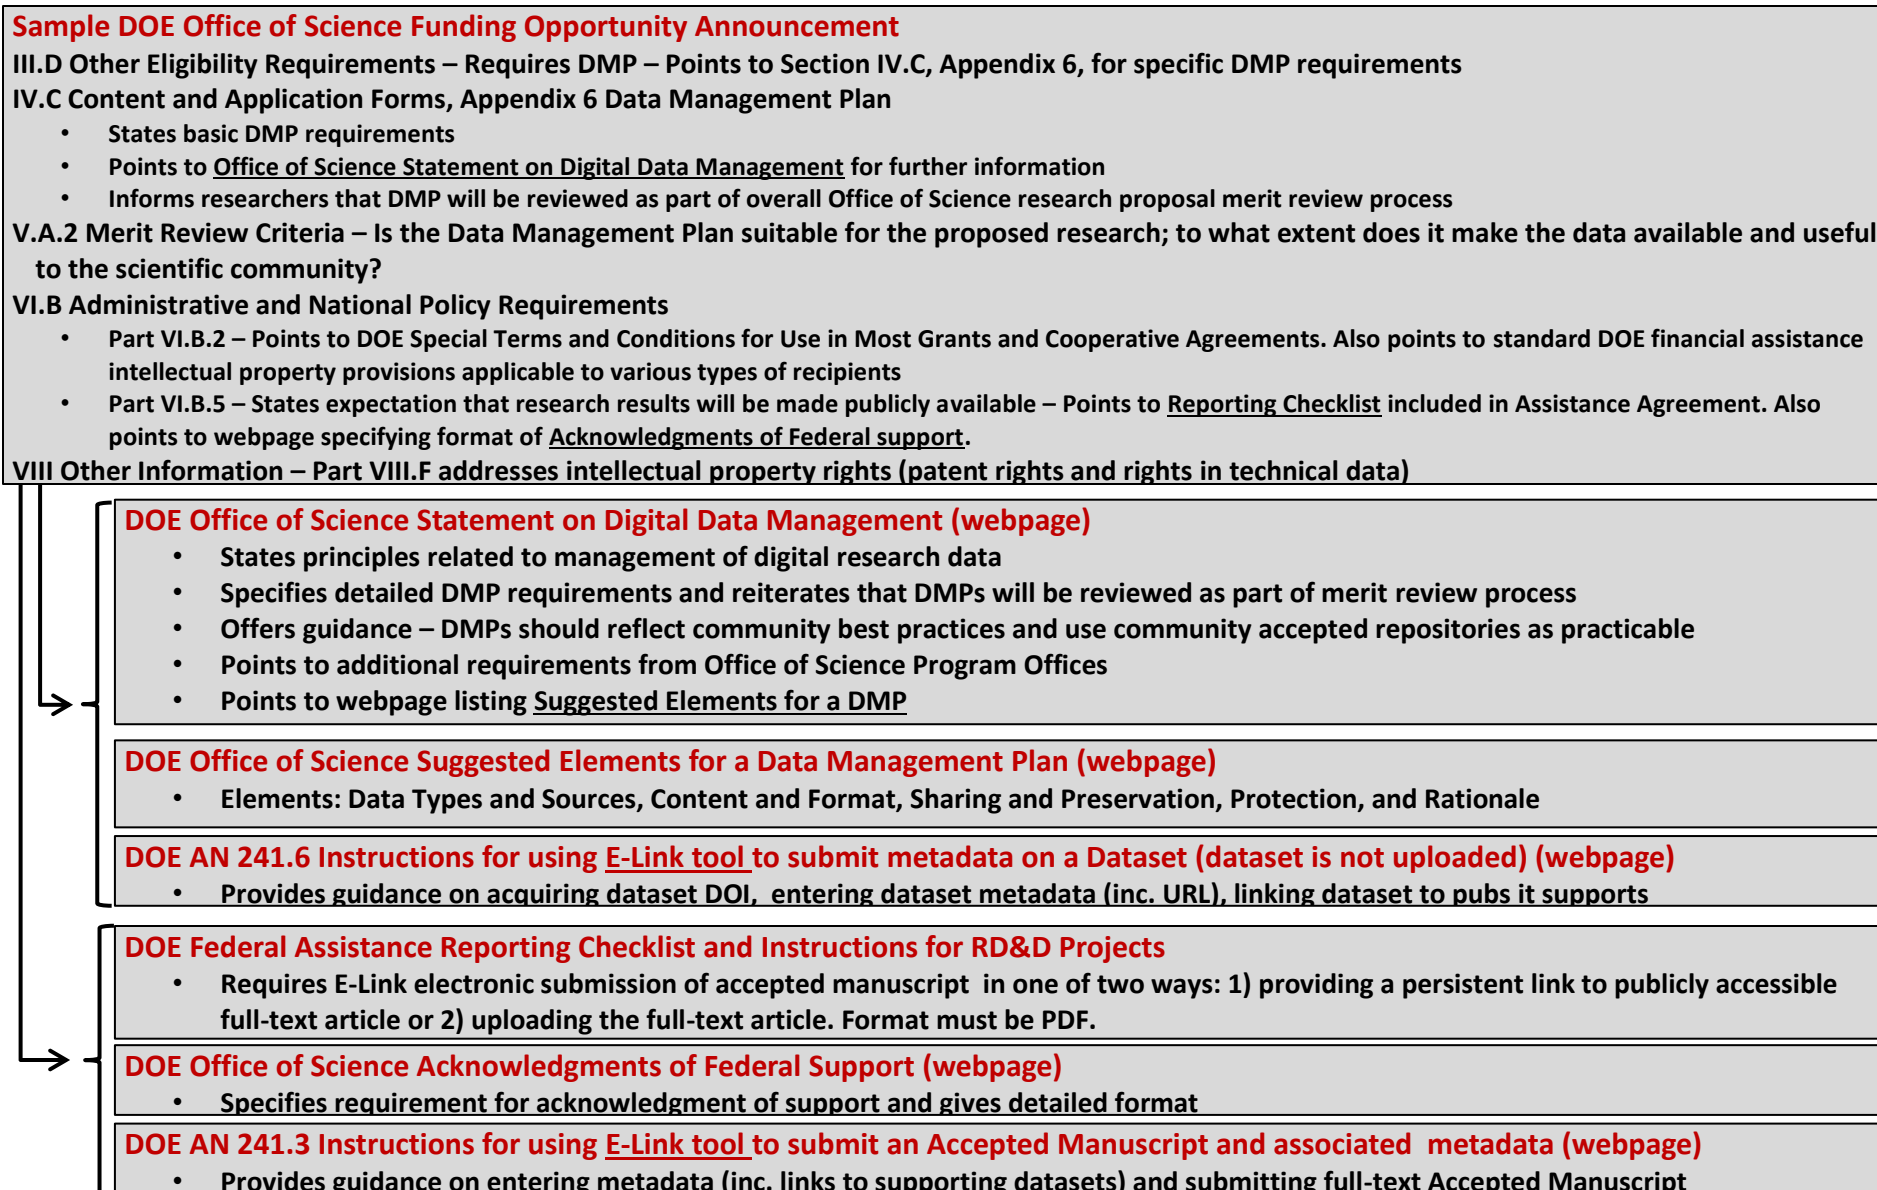 Sample DOE Office of Science Funding Opportunity Announcement
III.D Other Eligibility Requirements – Requires DMP – Points to Section IV.C, Appendix 6, for specific DMP requirements
IV.C Content and Application Forms, Appendix 6 Data Management Plan
• States basic DMP requirements
• Points to Office of Science Statement on Digital Data Management for further information
• Informs researchers that DMP will be reviewed as part of overall Office of Science research proposal merit review process
V.A.2 Merit Review Criteria – Is the Data Management Plan suitable for the proposed research; to what extent does it make the data available and useful
to the scientific community?
VI.B Administrative and National Policy Requirements
• Part VI.B.2 – Points to DOE Special Terms and Conditions for Use in Most Grants and Cooperative Agreements. Also points to standard DOE financial assistance
intellectual property provisions applicable to various types of recipients
• Part VI.B.5 – States expectation that research results will be made publicly available – Points to Reporting Checklist included in Assistance Agreement. Also
points to webpage specifying format of Acknowledgments of Federal support.
VIII Other Information – Part VIII.F addresses intellectual property rights (patent rights and rights in technical data)
DOE Office of Science Statement on Digital Data Management (webpage)
• States principles related to management of digital research data
• Specifies detailed DMP requirements and reiterates that DMPs will be reviewed as part of merit review process
• Offers guidance – DMPs should reflect community best practices and use community accepted repositories as practicable
• Points to additional requirements from Office of Science Program Offices
• Points to webpage listing Suggested Elements for a DMP
DOE Office of Science Suggested Elements for a Data Management Plan (webpage)
• Elements: Data Types and Sources, Content and Format, Sharing and Preservation, Protection, and Rationale
DOE AN 241.6 Instructions for using E-Link tool to submit metadata on a Dataset (dataset is not uploaded) (webpage)
• Provides guidance on acquiring dataset DOI, entering dataset metadata (inc. URL), linking dataset to pubs it supports
DOE Federal Assistance Reporting Checklist and Instructions for RD&D Projects
• Requires E-Link electronic submission of accepted manuscript in one of two ways: 1) providing a persistent link to publicly accessible
full-text article or 2) uploading the full-text article. Format must be PDF.
DOE Office of Science Acknowledgments of Federal Support (webpage)
• Specifies requirement for acknowledgment of support and gives detailed format
DOE AN 241.3 Instructions for using E-Link tool to submit an Accepted Manuscript and associated metadata (webpage)
• Provides guidance on entering metadata (inc. links to supporting datasets) and submitting full-text Accepted Manuscript